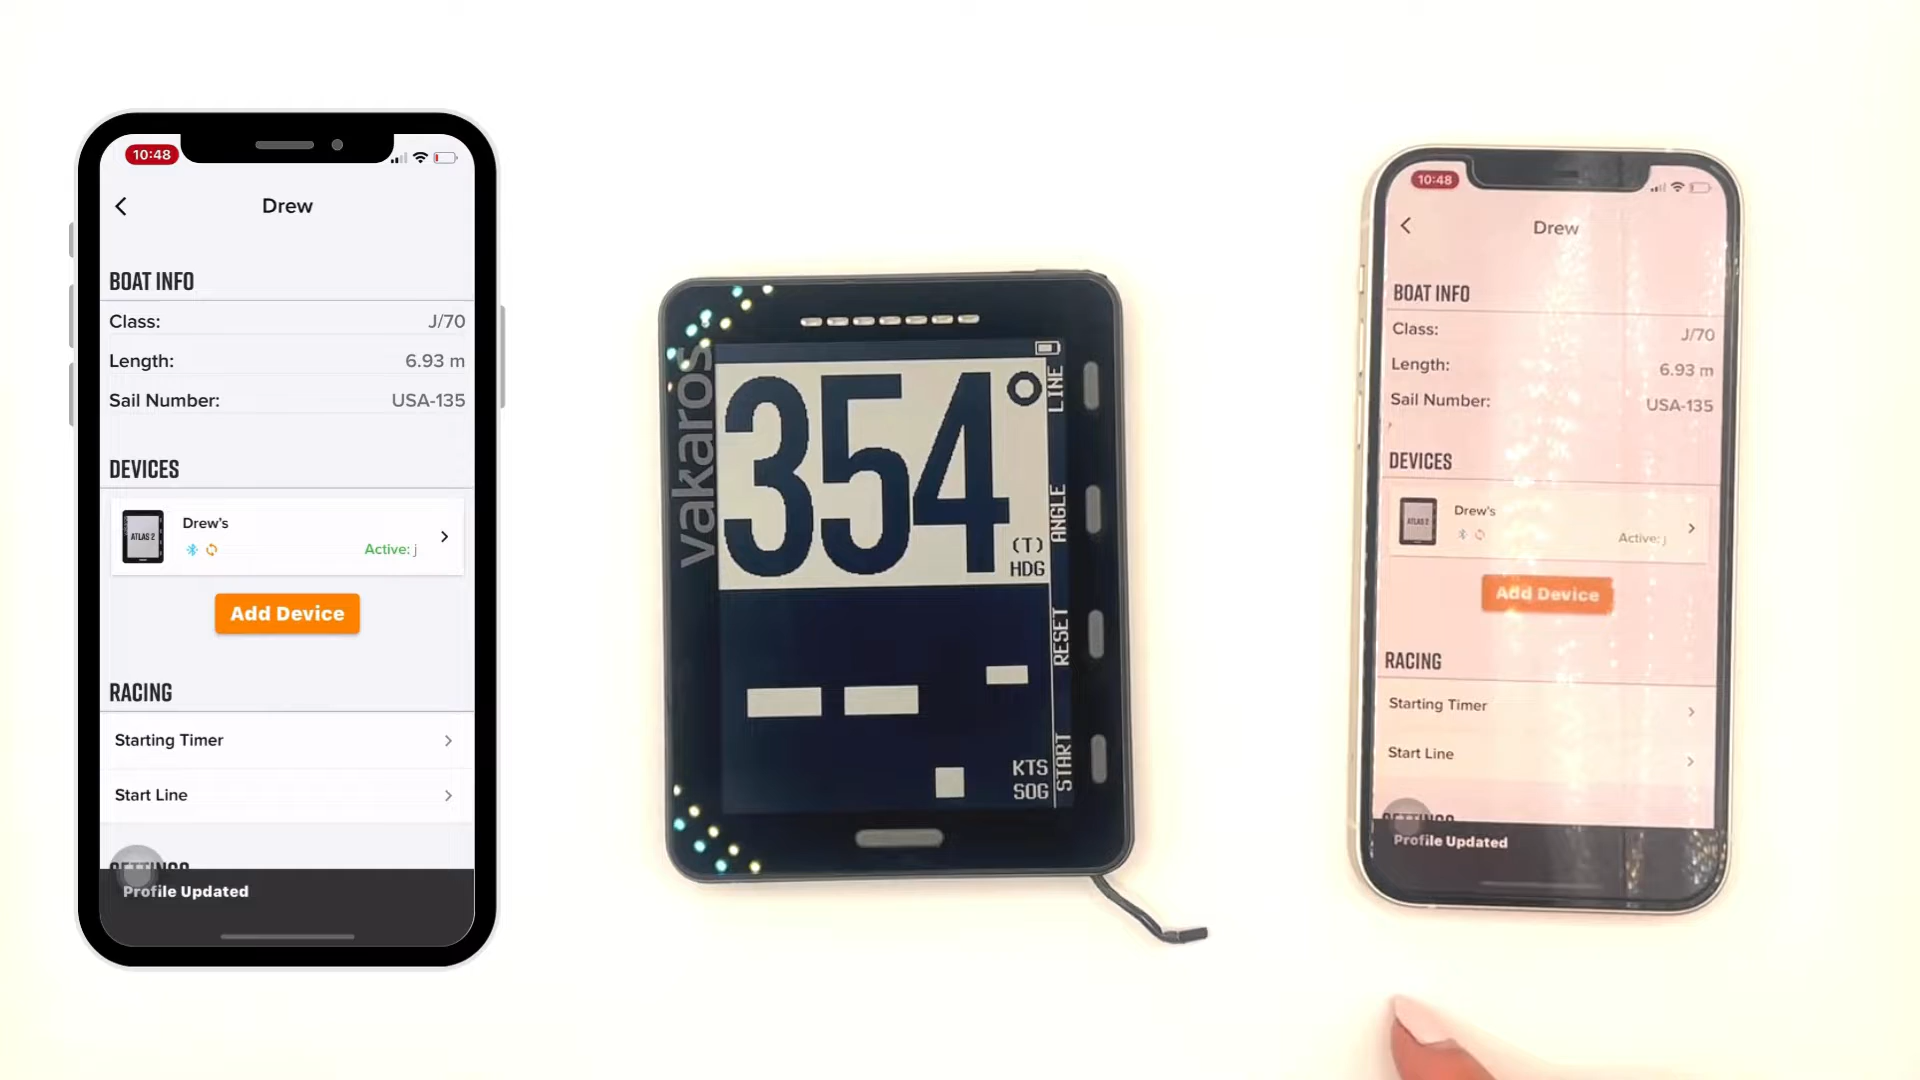 10:48
Drew
BOAT INFO
Class: J/70
Length: 6.93 m
Sail Number: USA-135
DEVICES
ATLAS 2
Drew's
Active: j
Add Device
RACING
Starting Timer
Start Line
SETTINGS
Profile Updated
vakaros
354°
(T)
HDG
LINE
ANGLE
RESET
START
--.-
KTS
SOG
10:48
Drew
BOAT INFO
Class: J/70
Length: 6.93 m
Sail Number: USA-135
DEVICES
ATLAS 2
Drew's
Active: j
Add Device
RACING
Starting Timer
Start Line
SETTINGS
Profile Updated